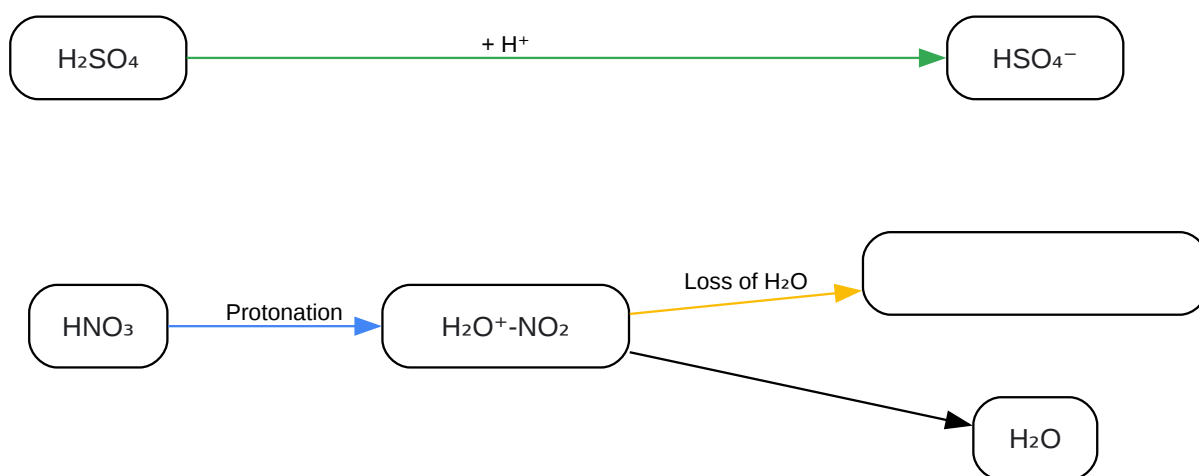 H₂SO₄
+ H⁺
HSO₄⁻
HNO₃
Protonation
H₂O⁺-NO₂
Loss of H₂O
H₂O